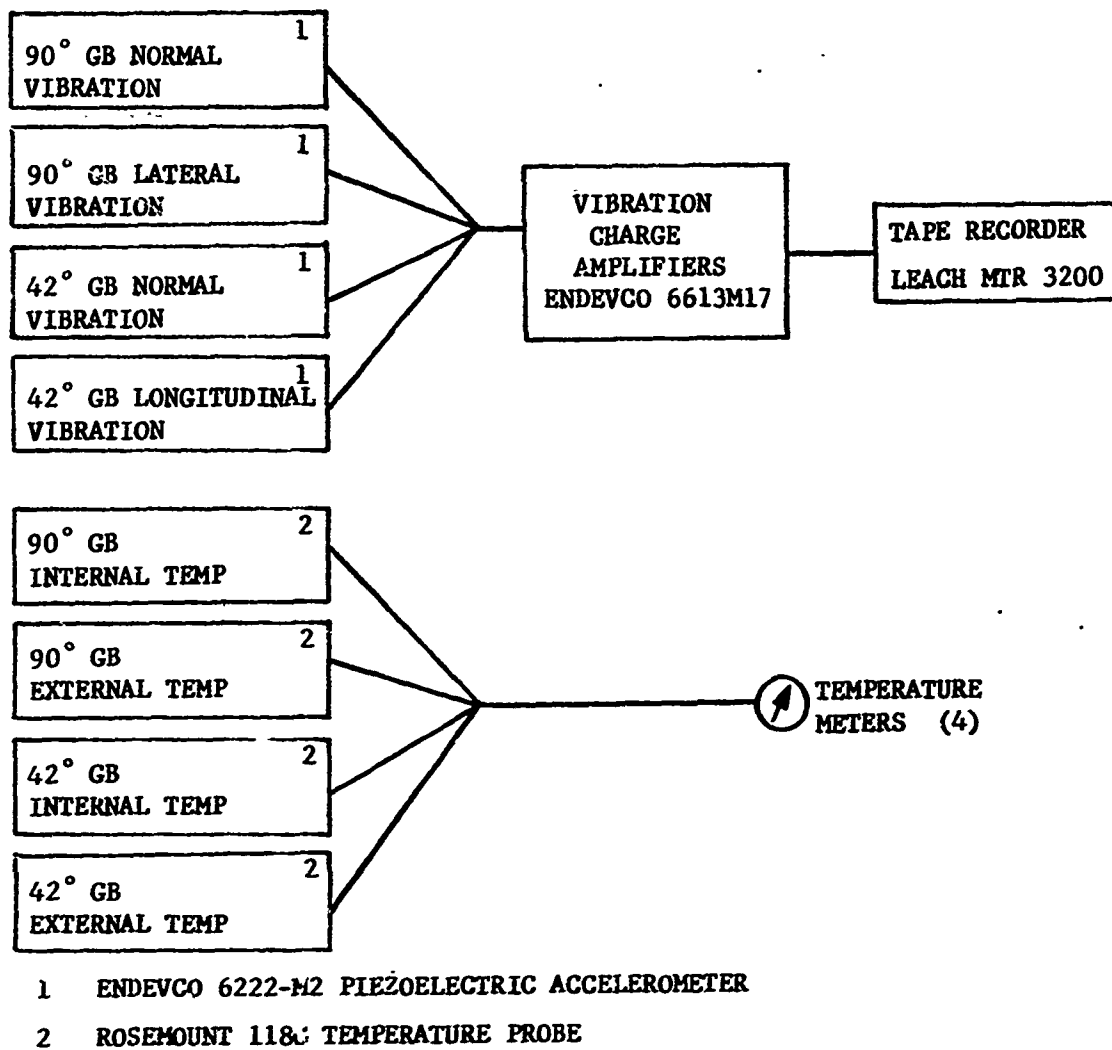 1
90° GB NORMAL
VIBRATION
1
90° GB LATERAL
VIBRATION
1
42° GB NORMAL
VIBRATION
1
42° GB LONGITUDINAL
VIBRATION
VIBRATION
CHARGE
AMPLIFIERS
ENDEVCO 6613M17
TAPE RECORDER
LEACH MTR 3200
2
90° GB
INTERNAL TEMP
2
90° GB
EXTERNAL TEMP
2
42° GB
INTERNAL TEMP
2
42° GB
EXTERNAL TEMP
TEMPERATURE
METERS (4)
1 ENDEVCO 6222-M2 PIEZOELECTRIC ACCELEROMETER
2 ROSEMOUNT TEMPERATURE PROBE